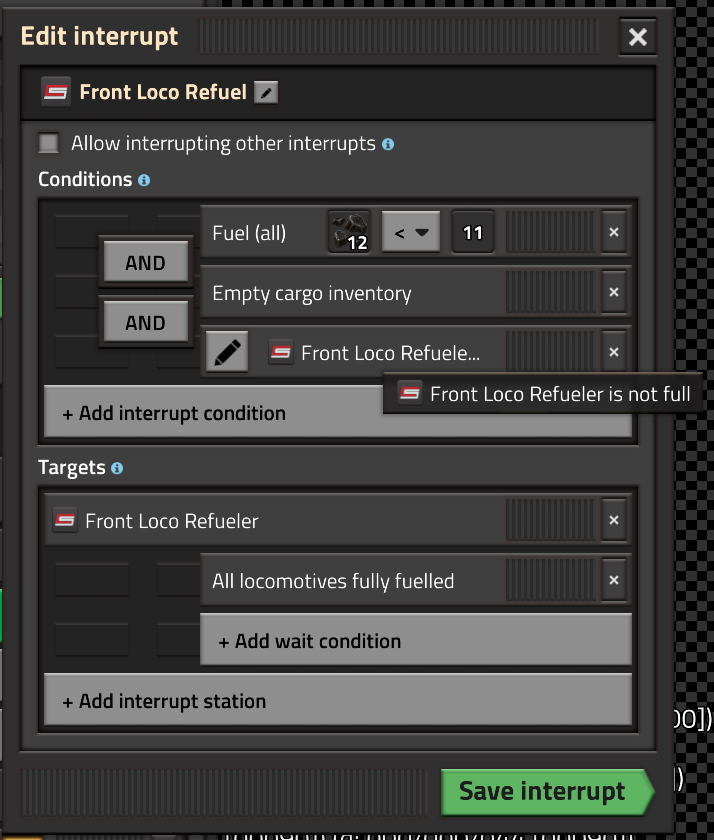 Edit interrupt
Front Loco Refuel
Allow interrupting other interrupts
Conditions
Fuel (all) 12 < 11
AND
Empty cargo inventory
AND
Front Loco Refuele...
Front Loco Refueler is not full
+ Add interrupt condition
Targets
Front Loco Refueler
All locomotives fully fuelled
+ Add wait condition
+ Add interrupt station
00])
])
Save interrupt